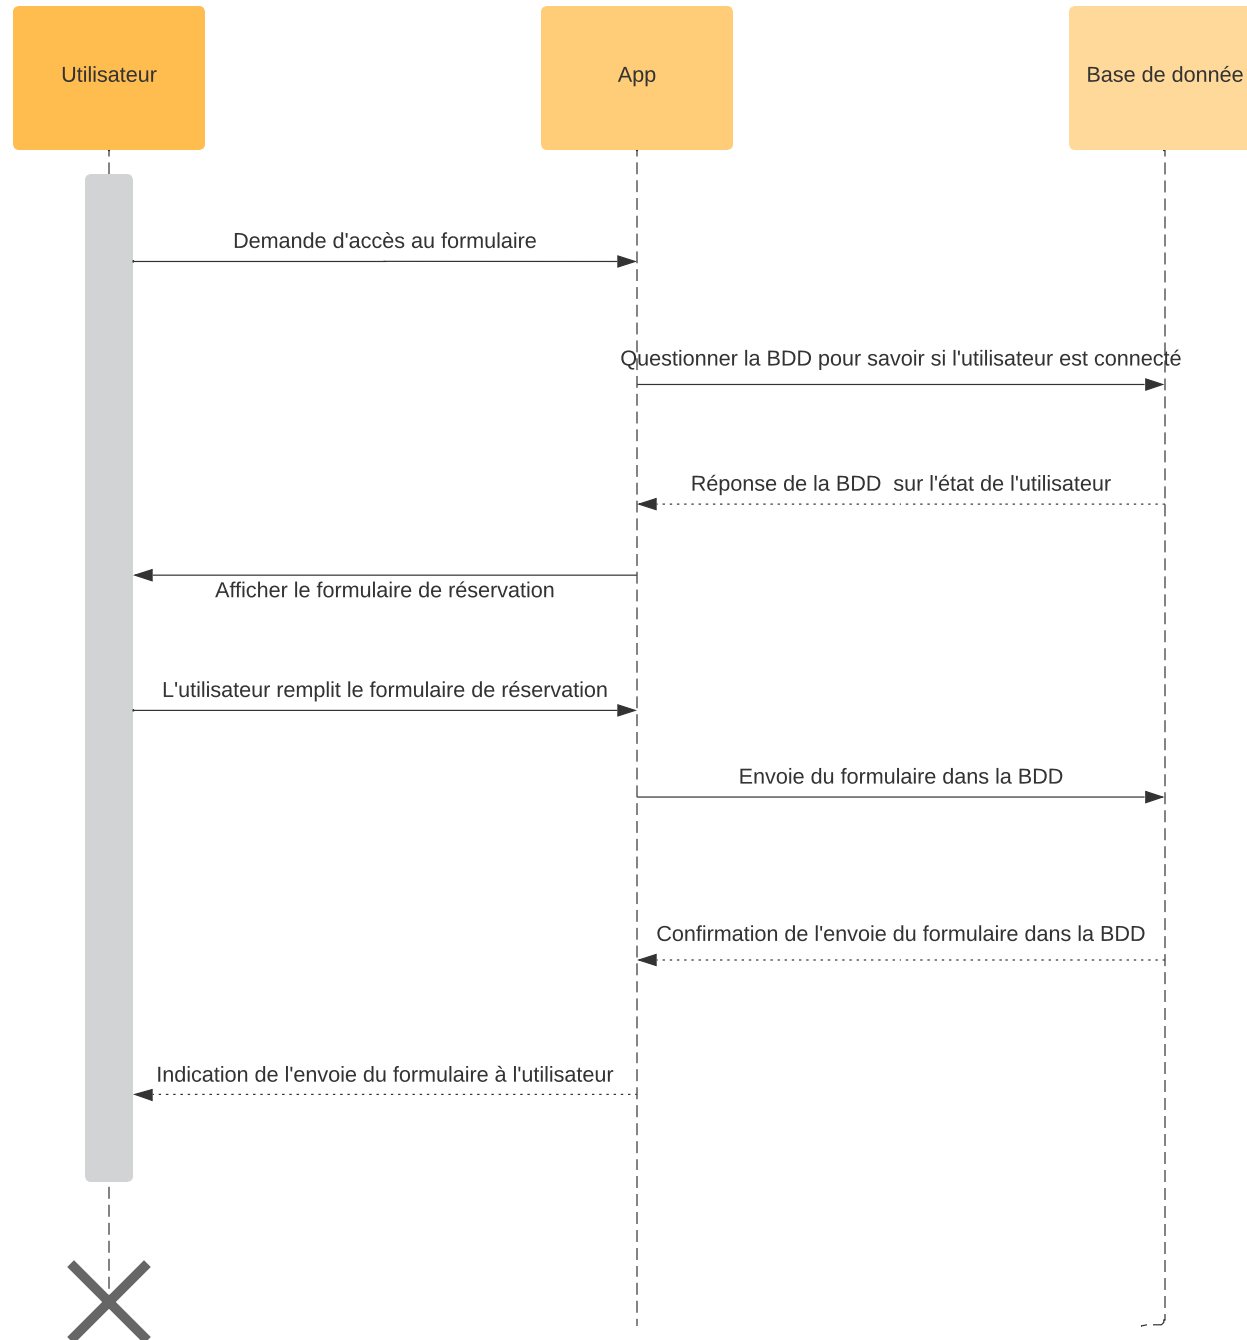 Utilisateur
App
Base de donnée
Demande d'accès au formulaire
Questionner la BDD pour savoir si l'utilisateur est connecté
Réponse de la BDD  sur l'état de l'utilisateur
Afficher le formulaire de réservation
L'utilisateur remplit le formulaire de réservation
Envoie du formulaire dans la BDD
Confirmation de l'envoie du formulaire dans la BDD
Indication de l'envoie du formulaire à l'utilisateur